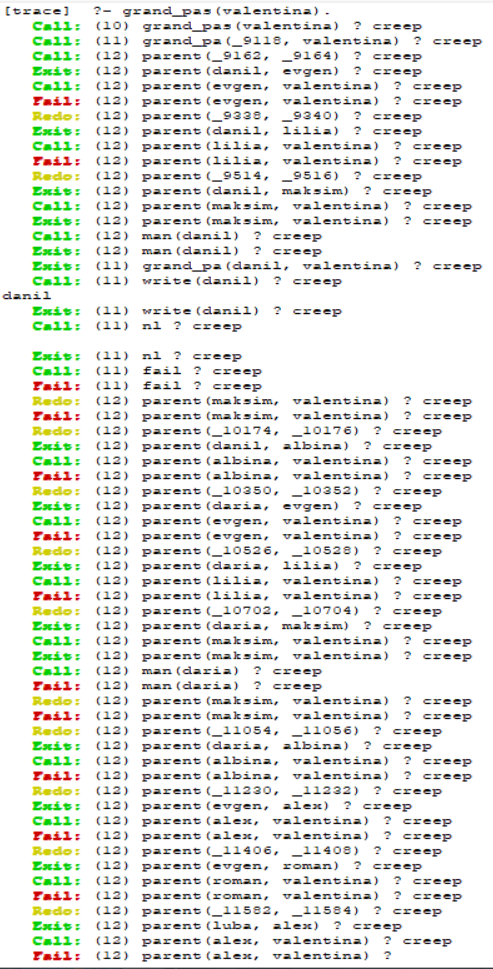 [trace]  ?- grand_pas(valentina).
Call: (10) grand_pas(valentina) ? creep
Call: (11) grand_pa(_9118, valentina) ? creep
Call: (12) parent(_9162, _9164) ? creep
Exit: (12) parent(danil, evgen) ? creep
Call: (12) parent(evgen, valentina) ? creep
Fail: (12) parent(evgen, valentina) ? creep
Redo: (12) parent(_9338, _9340) ? creep
Exit: (12) parent(danil, lilia) ? creep
Call: (12) parent(lilia, valentina) ? creep
Fail: (12) parent(lilia, valentina) ? creep
Redo: (12) parent(_9514, _9516) ? creep
Exit: (12) parent(danil, maksim) ? creep
Call: (12) parent(maksim, valentina) ? creep
Exit: (12) parent(maksim, valentina) ? creep
Call: (12) man(danil) ? creep
Exit: (12) man(danil) ? creep
Exit: (11) grand_pa(danil, valentina) ? creep
Call: (11) write(danil) ? creep
danil
Exit: (11) write(danil) ? creep
Call: (11) nl ? creep
Exit: (11) nl ? creep
Call: (11) fail ? creep
Fail: (11) fail ? creep
Redo: (12) parent(maksim, valentina) ? creep
Fail: (12) parent(maksim, valentina) ? creep
Redo: (12) parent(_10174, _10176) ? creep
Exit: (12) parent(danil, albina) ? creep
Call: (12) parent(albina, valentina) ? creep
Fail: (12) parent(albina, valentina) ? creep
Redo: (12) parent(_10350, _10352) ? creep
Exit: (12) parent(daria, evgen) ? creep
Call: (12) parent(evgen, valentina) ? creep
Fail: (12) parent(evgen, valentina) ? creep
Redo: (12) parent(_10526, _10528) ? creep
Exit: (12) parent(daria, lilia) ? creep
Call: (12) parent(lilia, valentina) ? creep
Fail: (12) parent(lilia, valentina) ? creep
Redo: (12) parent(_10702, _10704) ? creep
Exit: (12) parent(daria, maksim) ? creep
Call: (12) parent(maksim, valentina) ? creep
Exit: (12) parent(maksim, valentina) ? creep
Call: (12) man(daria) ? creep
Fail: (12) man(daria) ? creep
Redo: (12) parent(maksim, valentina) ? creep
Fail: (12) parent(maksim, valentina) ? creep
Redo: (12) parent(_11054, _11056) ? creep
Exit: (12) parent(daria, albina) ? creep
Call: (12) parent(albina, valentina) ? creep
Fail: (12) parent(albina, valentina) ? creep
Redo: (12) parent(_11230, _11232) ? creep
Exit: (12) parent(evgen, alex) ? creep
Call: (12) parent(alex, valentina) ? creep
Fail: (12) parent(alex, valentina) ? creep
Redo: (12) parent(_11406, _11408) ? creep
Exit: (12) parent(evgen, roman) ? creep
Call: (12) parent(roman, valentina) ? creep
Fail: (12) parent(roman, valentina) ? creep
Redo: (12) parent(_11582, _11584) ? creep
Exit: (12) parent(luba, alex) ? creep
Call: (12) parent(alex, valentina) ? creep
Fail: (12) parent(alex, valentina) ?